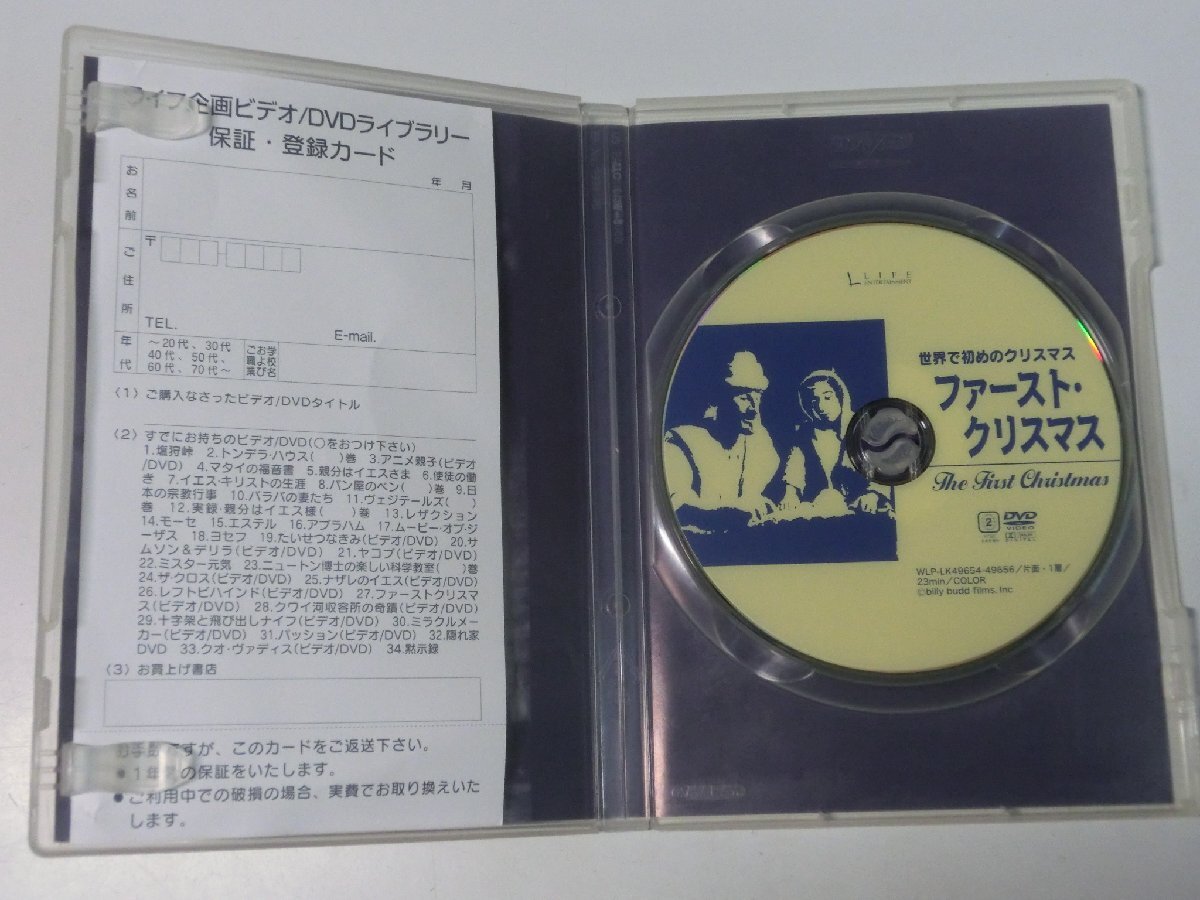 ライフ企画ビデオ/DVDライブラリー
保証・登録カード
年　月
お名前
ご住所
〒
TEL.
E-mail.
年代
〜20代、30代
40代、50代、
60代、70代〜
ご職業
お よ び
学校名
〈1〉ご購入なさったビデオ/DVDタイトル
〈2〉すでにお持ちのビデオ/DVD(○をおつけ下さい)
1.塩狩峠　2.トンデラ・ハウス(　　)巻　3.アニメ親子(ビデオ
/DVD)　4.マタイの福音書　5.親分はイエスさま　6.使徒の働
き　7.イエス・キリストの生涯　8.パン屋のペン(　　)巻　9.日
本の宗教行事　10.バラバの妻たち　11.ヴェジテールズ(　　)
巻　12.実録・親分はイエス様(　　)巻　13.レザクション
14.モーセ　15.エステル　16.アブラハム　17.ムービー・オブ・ジ
ーザス　18.ヨセフ　19.たいせつなきみ(ビデオ/DVD)　20.サ
ムソン&デリラ(ビデオ/DVD)　21.ヤコブ(ビデオ/DVD)
22.ミスター元気　23.ニュートン博士の楽しい科学教室(　　)巻
24.ザ・クロス(ビデオ/DVD)　25.ナザレのイエス(ビデオ/DVD)
26.レフトビハインド(ビデオ/DVD)　27.ファーストクリスマ
ス(ビデオ/DVD)　28.クワイ河収容所の奇蹟(ビデオ/DVD)
29.十字架と飛び出しナイフ(ビデオ/DVD)　30.ミラクルメー
カー(ビデオ/DVD)　31.パッション(ビデオ/DVD)　32.隠れ家
DVD　33.クオ・ヴァディス(ビデオ/DVD)　34.黙示録
〈3〉お買上げ書店
お手数ですが、このカードをご返送下さい。
●1年間の保証をいたします。
●ご利用中での破損の場合、実費でお取り換えいた
します。
LIFE
ENTERTAINMENT
世界で初めのクリスマス
ファースト・
クリスマス
The First Christmas
2
DVD
VIDEO
WLP-LK49654-49656/片面・1層/
23min/COLOR
©billy budd films, Inc